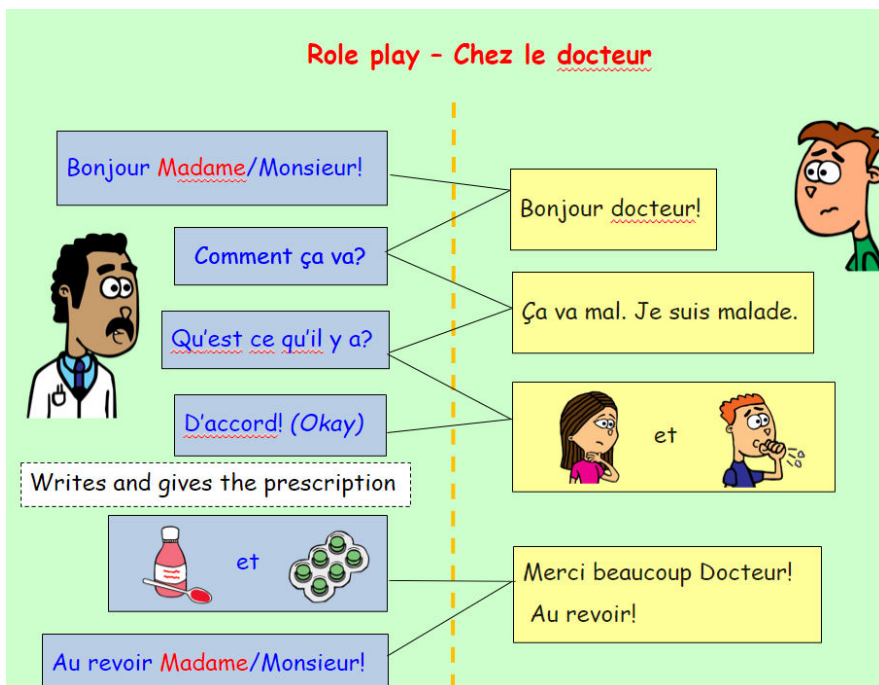 Role play – Chez le docteur
Bonjour Madame/Monsieur!
Bonjour docteur!
Comment ça va?
Ça va mal. Je suis malade.
Qu'est ce qu'il y a?
et
D'accord! (Okay)
Writes and gives the prescription
et
Merci beaucoup Docteur!
Au revoir!
Au revoir Madame/Monsieur!